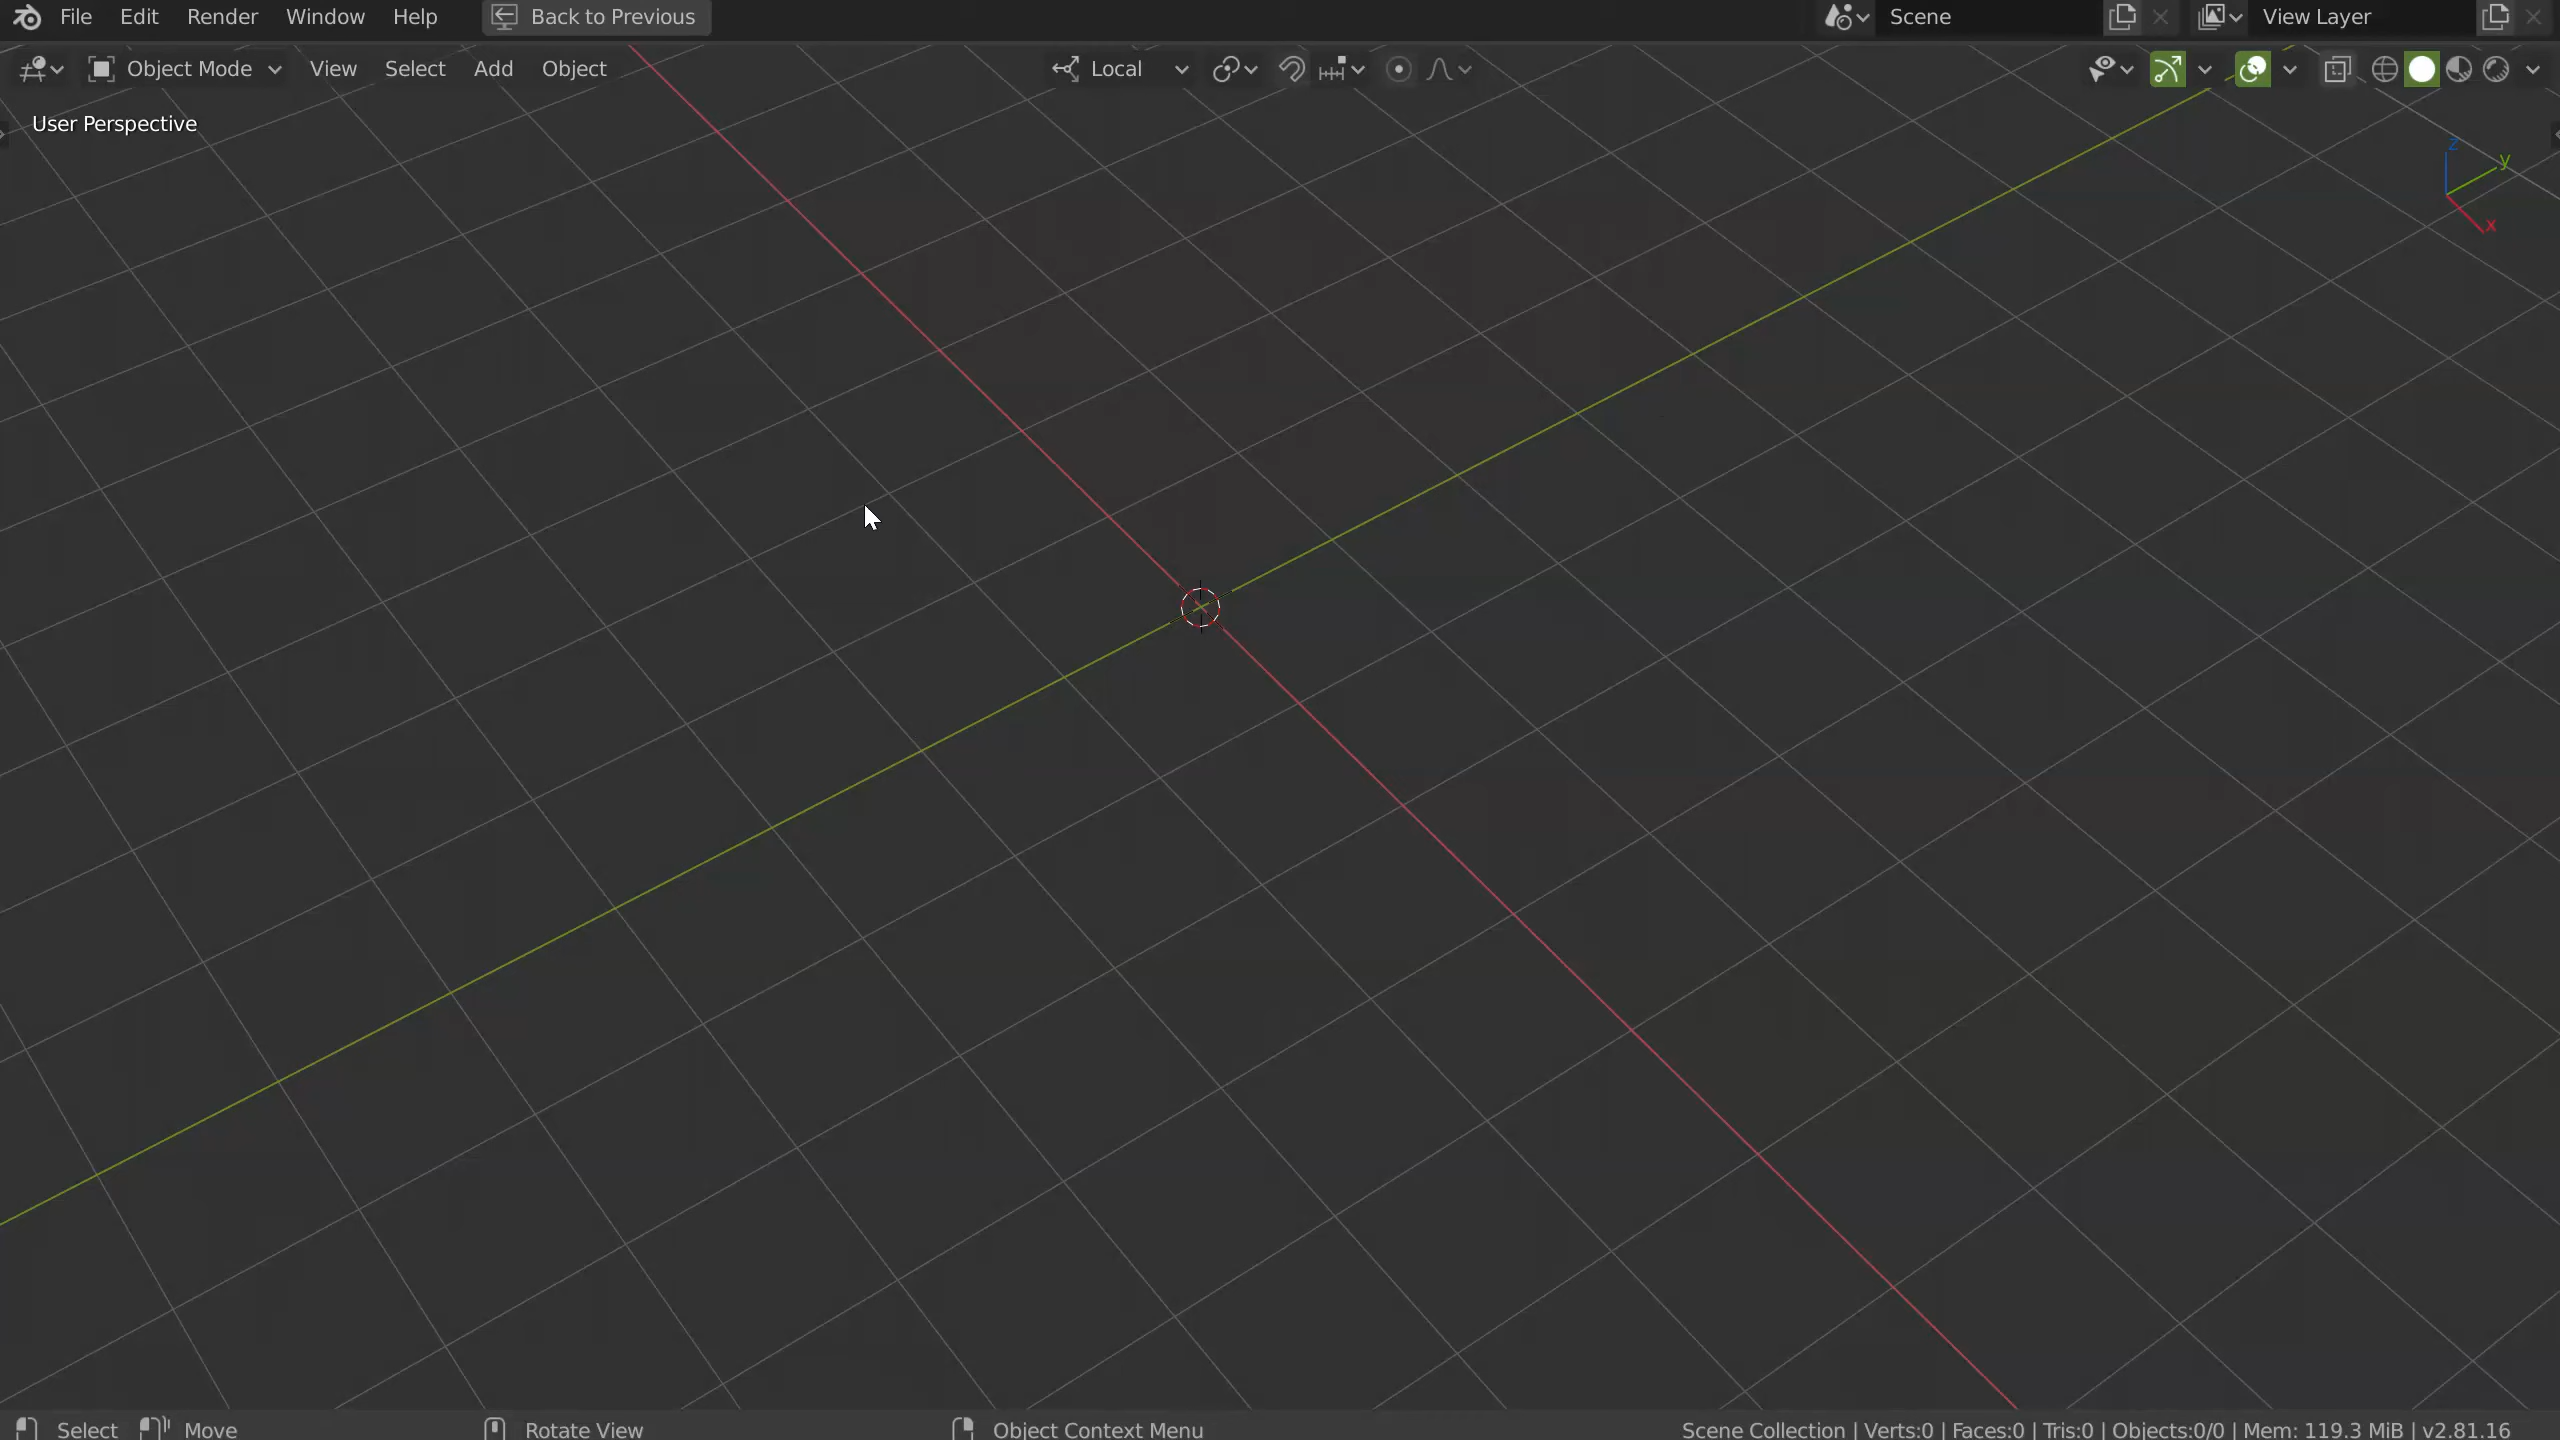 File Edit Render Window Help Back to Previous Scene View Layer
Object Mode View Select Add Object Local
User Perspective
z
y
x
Select Move Rotate View Object Context Menu Scene Collection | Verts:0 | Faces:0 | Tris:0 | Objects:0/0 | Mem: 119.3 MiB | v2.81.16